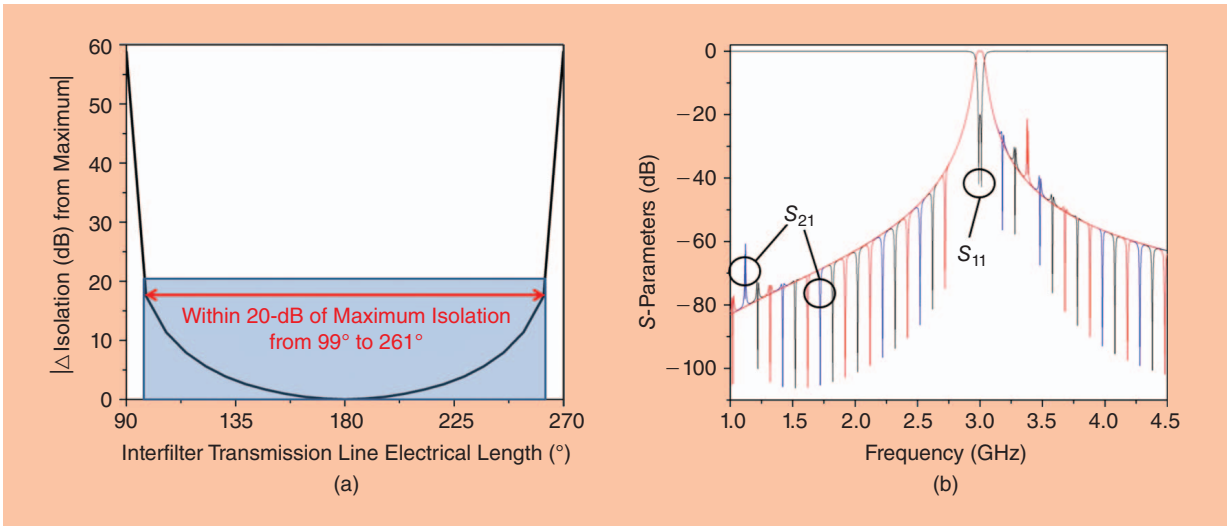 60
50
40
30
20
10
0
|Δ Isolation (dB) from Maximum|
Within 20-dB of Maximum Isolation
from 99° to 261°
90 135 180 225 270
Interfilter Transmission Line Electrical Length (°)
(a)
0
−20
−40
−60
−80
−100
S-Parameters (dB)
S21
S11
1.0 1.5 2.0 2.5 3.0 3.5 4.0 4.5
Frequency (GHz)
(b)